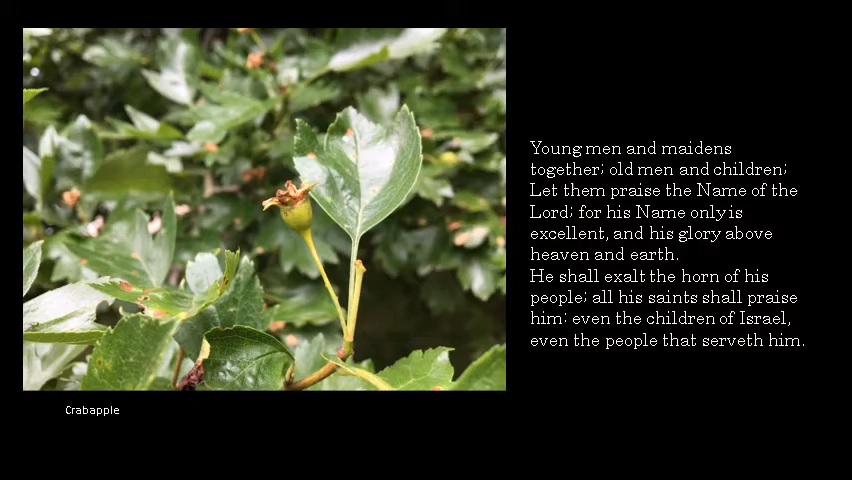 Young men and maidens
together; old men and children;
Let them praise the Name of the
Lord; for his Name only is
excellent, and his glory above
heaven and earth.
He shall exalt the horn of his
people; all his saints shall praise
him: even the children of Israel,
even the people that serveth him.
Crabapple